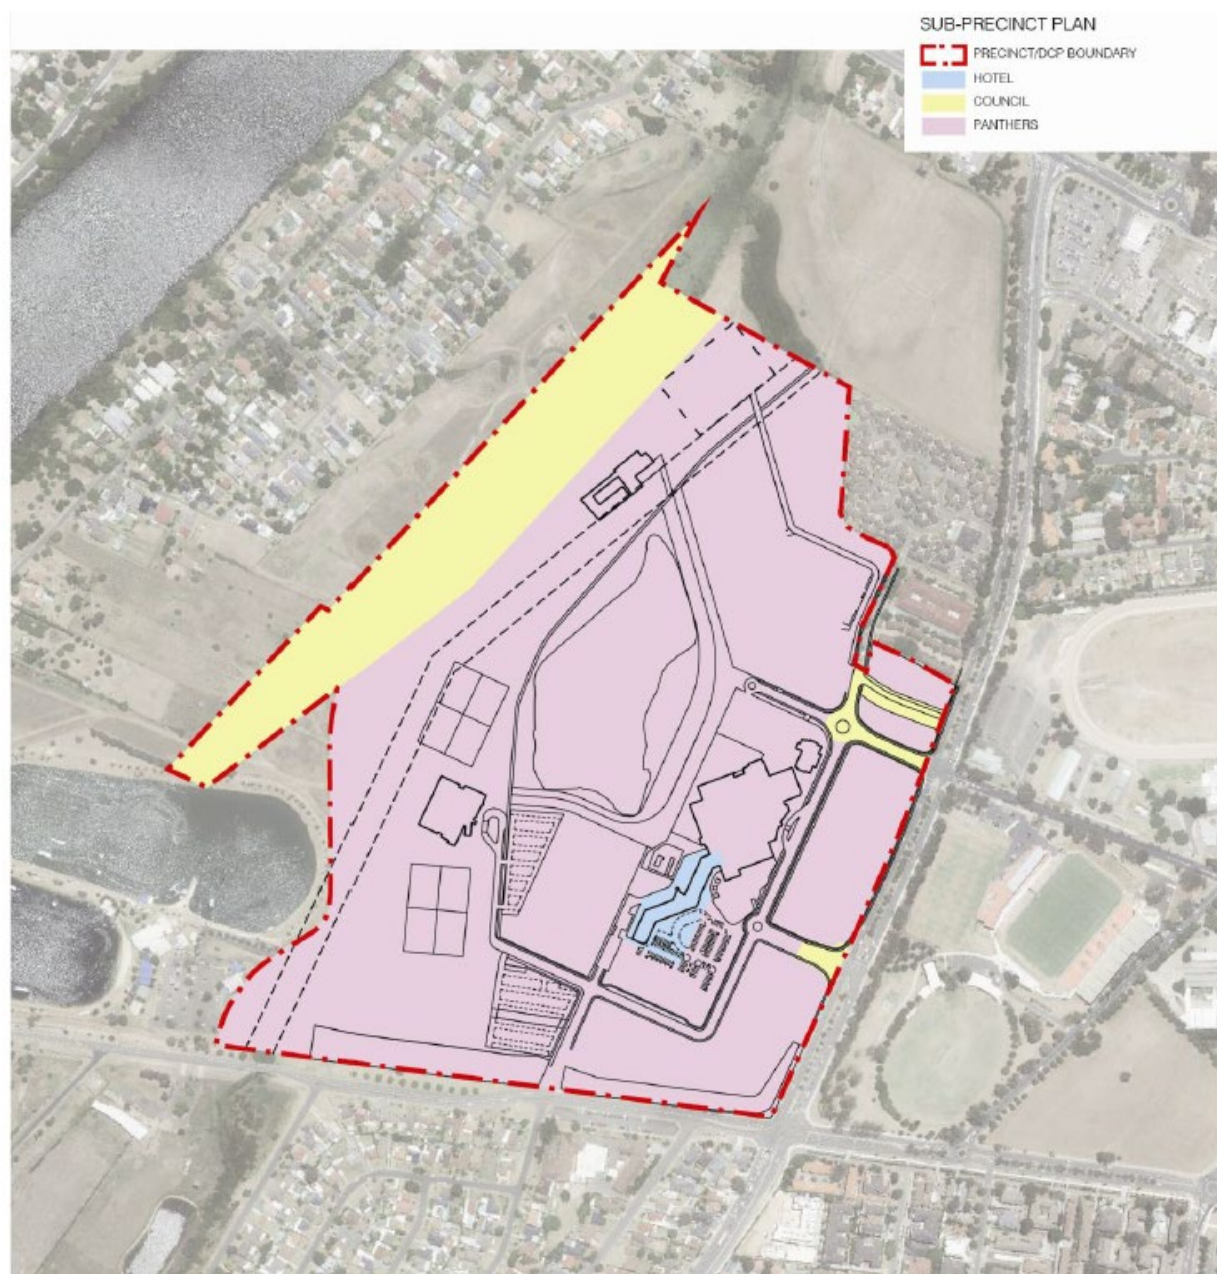 SUB-PRECINCT PLAN
PRECINCT/DCP BOUNDARY
HOTEL
COUNCIL
PANTHERS